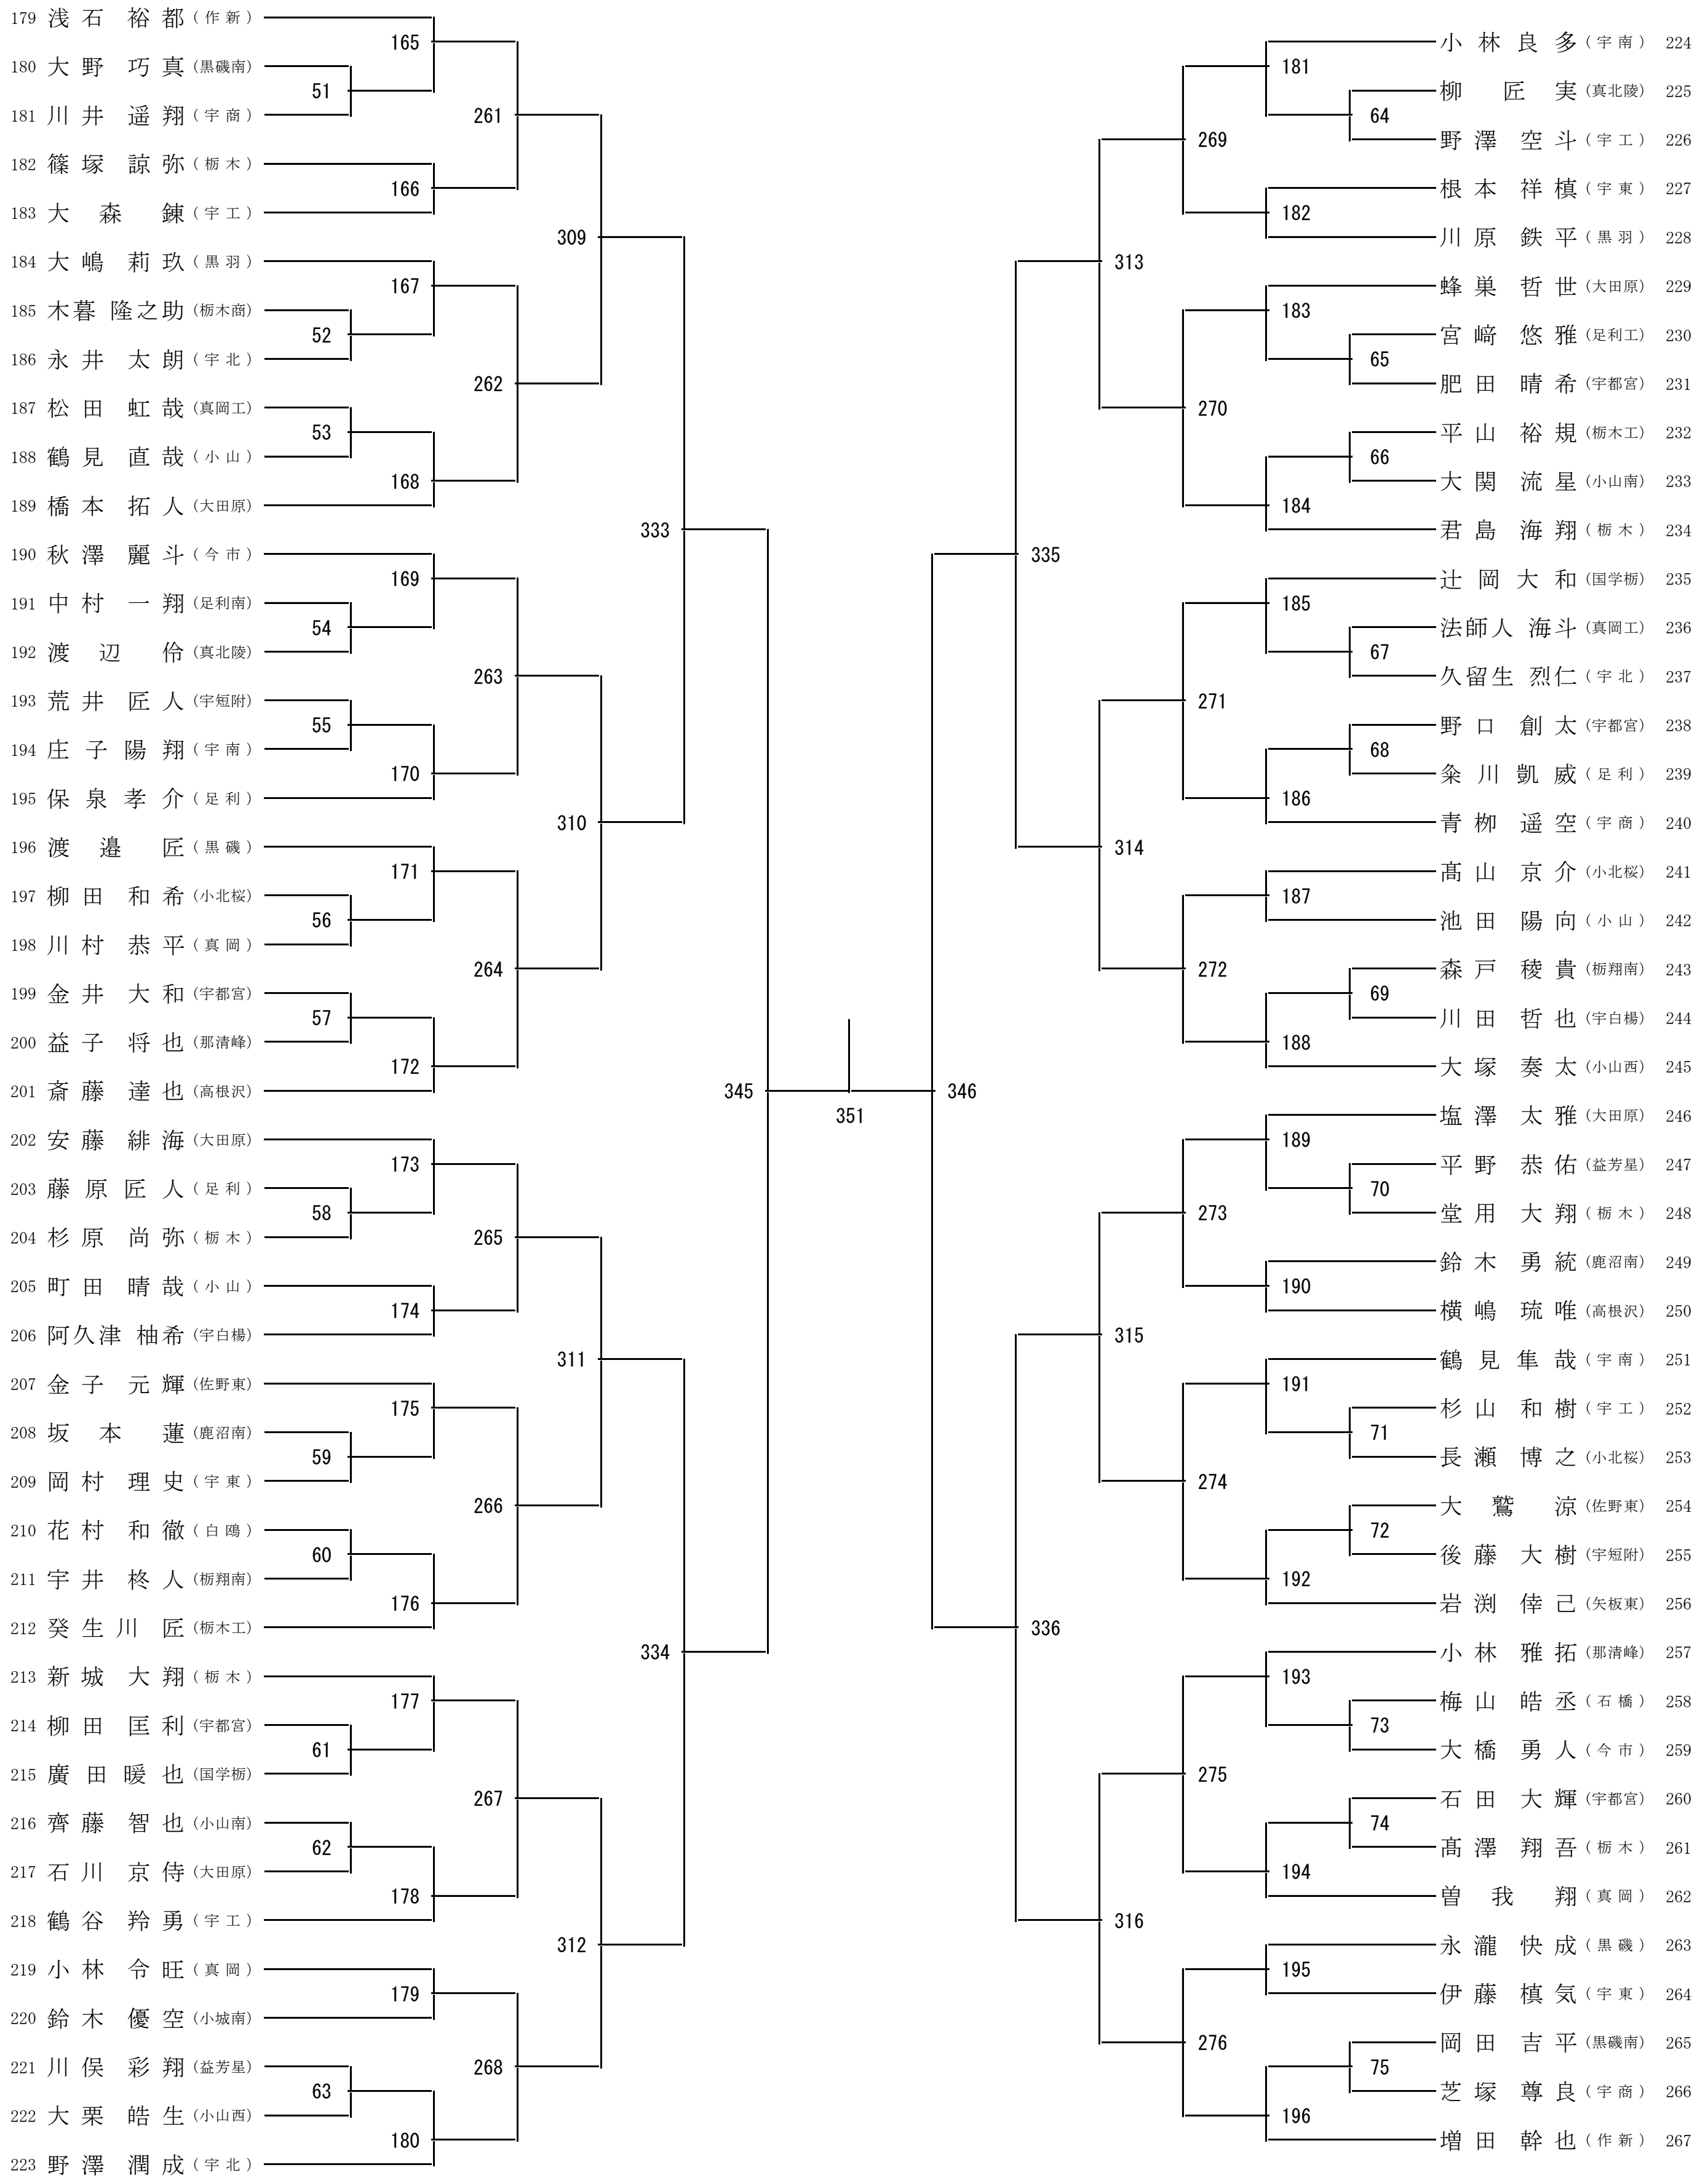 179 浅石 裕都 (作新)
180 大野 巧真 (黒磯南)
181 川井 遥翔 (宇商)
182 篠塚 諒弥 (栃木)
183 大森 錬 (宇工)
184 大嶋 莉玖 (黒羽)
185 木暮 隆之助 (栃木商)
186 永井 太朗 (宇北)
187 松田 虹哉 (真岡工)
188 鶴見 直哉 (小山)
189 橋本 拓人 (大田原)
190 秋澤 麗斗 (今市)
191 中村 一翔 (足利南)
192 渡辺 伶 (真北陵)
193 荒井 匠人 (宇短附)
194 庄子 陽翔 (宇南)
195 保泉 孝介 (足利)
196 渡邉 匠 (黒磯)
197 柳田 和希 (小北桜)
198 川村 恭平 (真岡)
199 金井 大和 (宇都宮)
200 益子 将也 (那清峰)
201 斎藤 達也 (高根沢)
202 安藤 緋海 (大田原)
203 藤原 匠人 (足利)
204 杉原 尚弥 (栃木)
205 町田 晴哉 (小山)
206 阿久津 柚希 (宇白楊)
207 金子 元輝 (佐野東)
208 坂本 蓮 (鹿沼南)
209 岡村 理史 (宇東)
210 花村 和徹 (白鴎)
211 宇井 柊人 (栃翔南)
212 癸生川 匠 (栃木工)
213 新城 大翔 (栃木)
214 柳田 匡利 (宇都宮)
215 廣田 暖也 (国学栃)
216 齊藤 智也 (小山南)
217 石川 京侍 (大田原)
218 鶴谷 羚勇 (宇工)
219 小林 令旺 (真岡)
220 鈴木 優空 (小城南)
221 川俣 彩翔 (益芳星)
222 大栗 皓生 (小山西)
223 野澤 潤成 (宇北)
51
52
53
54
55
56
57
58
59
60
61
62
63
165
166
167
168
169
170
171
172
173
174
175
176
177
178
179
180
261
262
263
264
265
266
267
268
309
310
311
312
333
334
345
351
346
335
336
313
314
315
316
269
270
271
272
273
274
275
276
181
182
183
184
185
186
187
188
189
190
191
192
193
194
195
196
64
65
66
67
68
69
70
71
72
73
74
75
小林 良多 (宇南) 224
柳 匠実 (真北陵) 225
野澤 空斗 (宇工) 226
根本 祥槙 (宇東) 227
川原 鉄平 (黒羽) 228
蜂巣 哲世 (大田原) 229
宮﨑 悠雅 (足利工) 230
肥田 晴希 (宇都宮) 231
平山 裕規 (栃木工) 232
大関 流星 (小山南) 233
君島 海翔 (栃木) 234
辻岡 大和 (国学栃) 235
法師人 海斗 (真岡工) 236
久留生 烈仁 (宇北) 237
野口 創太 (宇都宮) 238
粂川 凱威 (足利) 239
青栁 遥空 (宇商) 240
髙山 京介 (小北桜) 241
池田 陽向 (小山) 242
森戸 稜貴 (栃翔南) 243
川田 哲也 (宇白楊) 244
大塚 奏太 (小山西) 245
塩澤 太雅 (大田原) 246
平野 恭佑 (益芳星) 247
堂用 大翔 (栃木) 248
鈴木 勇統 (鹿沼南) 249
横嶋 琉唯 (高根沢) 250
鶴見 隼哉 (宇南) 251
杉山 和樹 (宇工) 252
長瀬 博之 (小北桜) 253
大鷲 涼 (佐野東) 254
後藤 大樹 (宇短附) 255
岩渕 倖己 (矢板東) 256
小林 雅拓 (那清峰) 257
梅山 皓丞 (石橋) 258
大橋 勇人 (今市) 259
石田 大輝 (宇都宮) 260
髙澤 翔吾 (栃木) 261
曽我 翔 (真岡) 262
永瀧 快成 (黒磯) 263
伊藤 槙気 (宇東) 264
岡田 吉平 (黒磯南) 265
芝塚 尊良 (宇商) 266
増田 幹也 (作新) 267